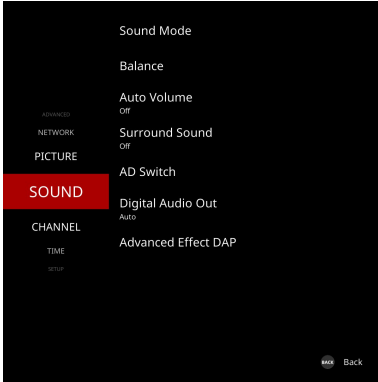 Sound Mode
Balance
Auto Volume
Off
Surround Sound
Off
AD Switch
Digital Audio Out
Auto
Advanced Effect DAP
ADVANCED
NETWORK
PICTURE
SOUND
CHANNEL
TIME
SETUP
BACK Back